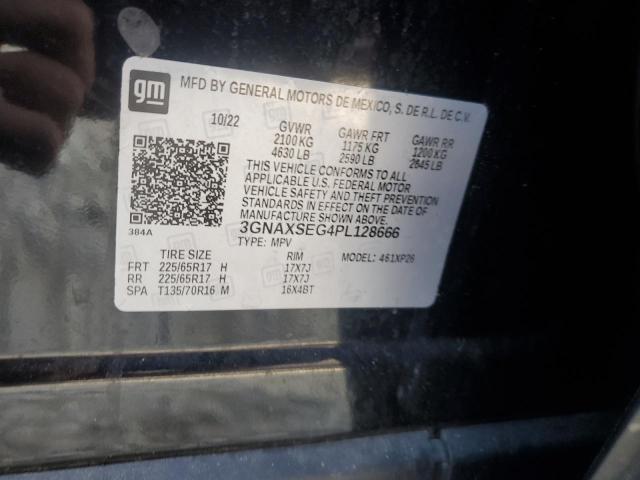 gm MFD BY GENERAL MOTORS DE MEXICO, S. DE R.L. DE C.V.
10/22 GVWR GAWR FRT GAWR RR
2100 KG 1175 KG 1200 KG
4630 LB 2590 LB 2645 LB
THIS VEHICLE CONFORMS TO ALL
APPLICABLE U.S. FEDERAL MOTOR
VEHICLE SAFETY AND THEFT PREVENTION
STANDARDS IN EFFECT ON THE DATE OF
MANUFACTURE SHOWN ABOVE.
384A 3GNAXSEG4PL128666
TYPE: MPV MODEL: 461XP26
TIRE SIZE RIM
FRT 225/65R17 H 17X7J
RR 225/65R17 H 17X7J
SPA T135/70R16 M 16X4BT